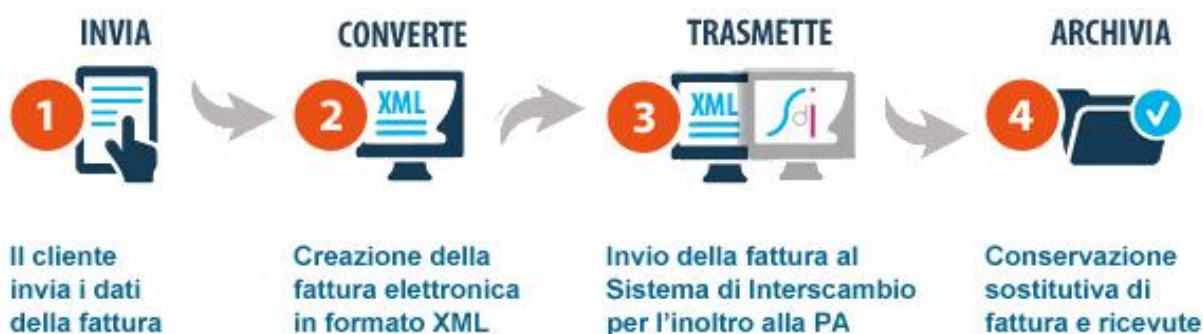 INVIA
CONVERTE
TRASMETTE
ARCHIVIA
1
2
XML
3
XML
Sdi
4
Il cliente
invia i dati
della fattura
Creazione della
fattura elettronica
in formato XML
Invio della fattura al
Sistema di Interscambio
per l'inoltro alla PA
Conservazione
sostitutiva di
fattura e ricevute